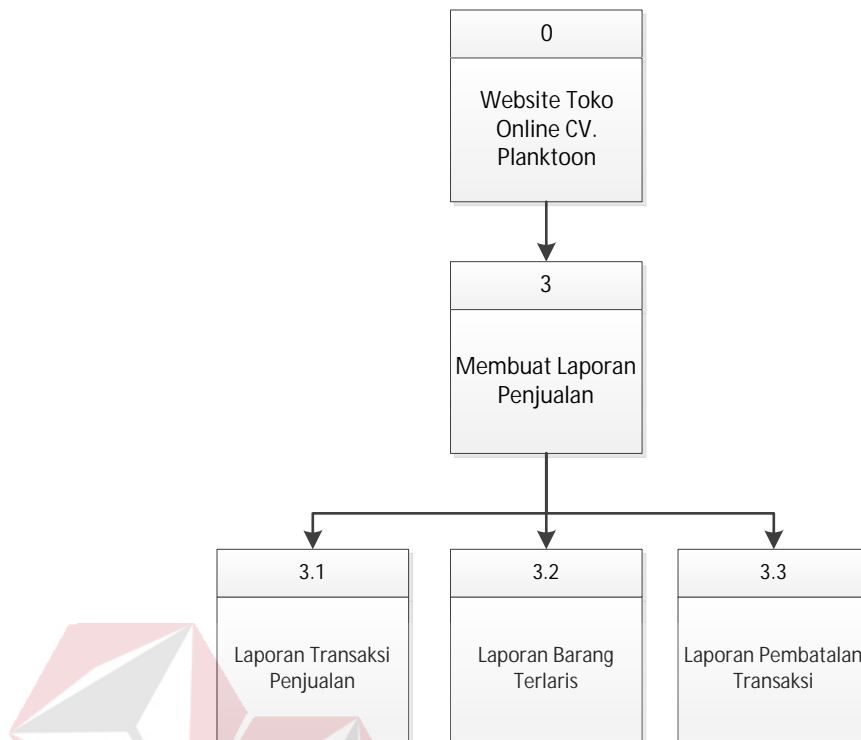 0
Website Toko
Online CV.
Planktoon
3
Membuat Laporan
Penjualan
3.1
3.2
3.3
Laporan Transaksi
Penjualan
Laporan Barang
Terlaris
Laporan Pembatalan
Transaksi